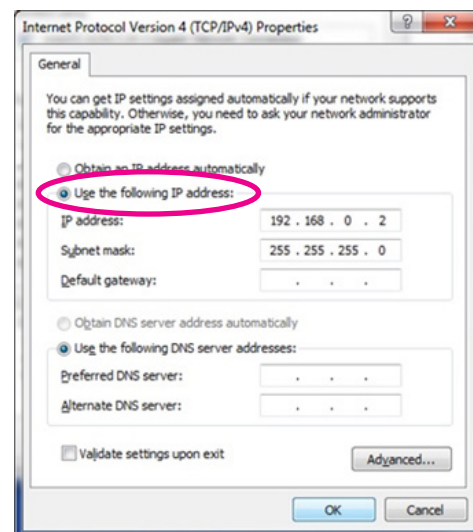 Internet Protocol Version 4 (TCP/IPv4) Properties
General
You can get IP settings assigned automatically if your network supports
this capability. Otherwise, you need to ask your network administrator
for the appropriate IP settings.
Obtain an IP address automatically
Use the following IP address:
IP address: 192 . 168 . 0 . 2
Subnet mask: 255 . 255 . 255 . 0
Default gateway: . . .
Obtain DNS server address automatically
Use the following DNS server addresses:
Preferred DNS server: . . .
Alternate DNS server: . . .
Validate settings upon exit
Advanced...
OK Cancel